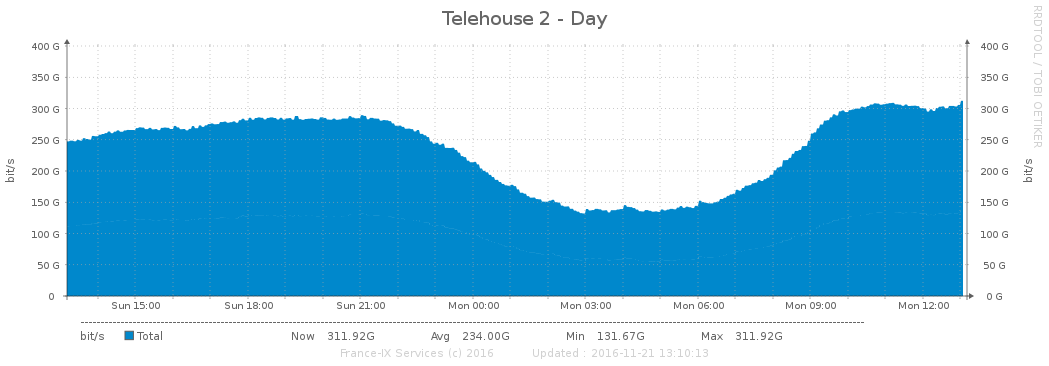 Telehouse 2 - Day
RRDTOOL / TOBI OETIKER
400 G 400 G
350 G 350 G
300 G 300 G
250 G 250 G
200 G 200 G
150 G 150 G
100 G 100 G
50 G 50 G
0 0 G
bit/s bit/s
Sun 15:00 Sun 18:00 Sun 21:00 Mon 00:00 Mon 03:00 Mon 06:00 Mon 09:00 Mon 12:00
bit/s Total Now 311.92G Avg 234.00G Min 131.67G Max 311.92G
France-IX Services (c) 2016 Updated : 2016-11-21 13:10:13